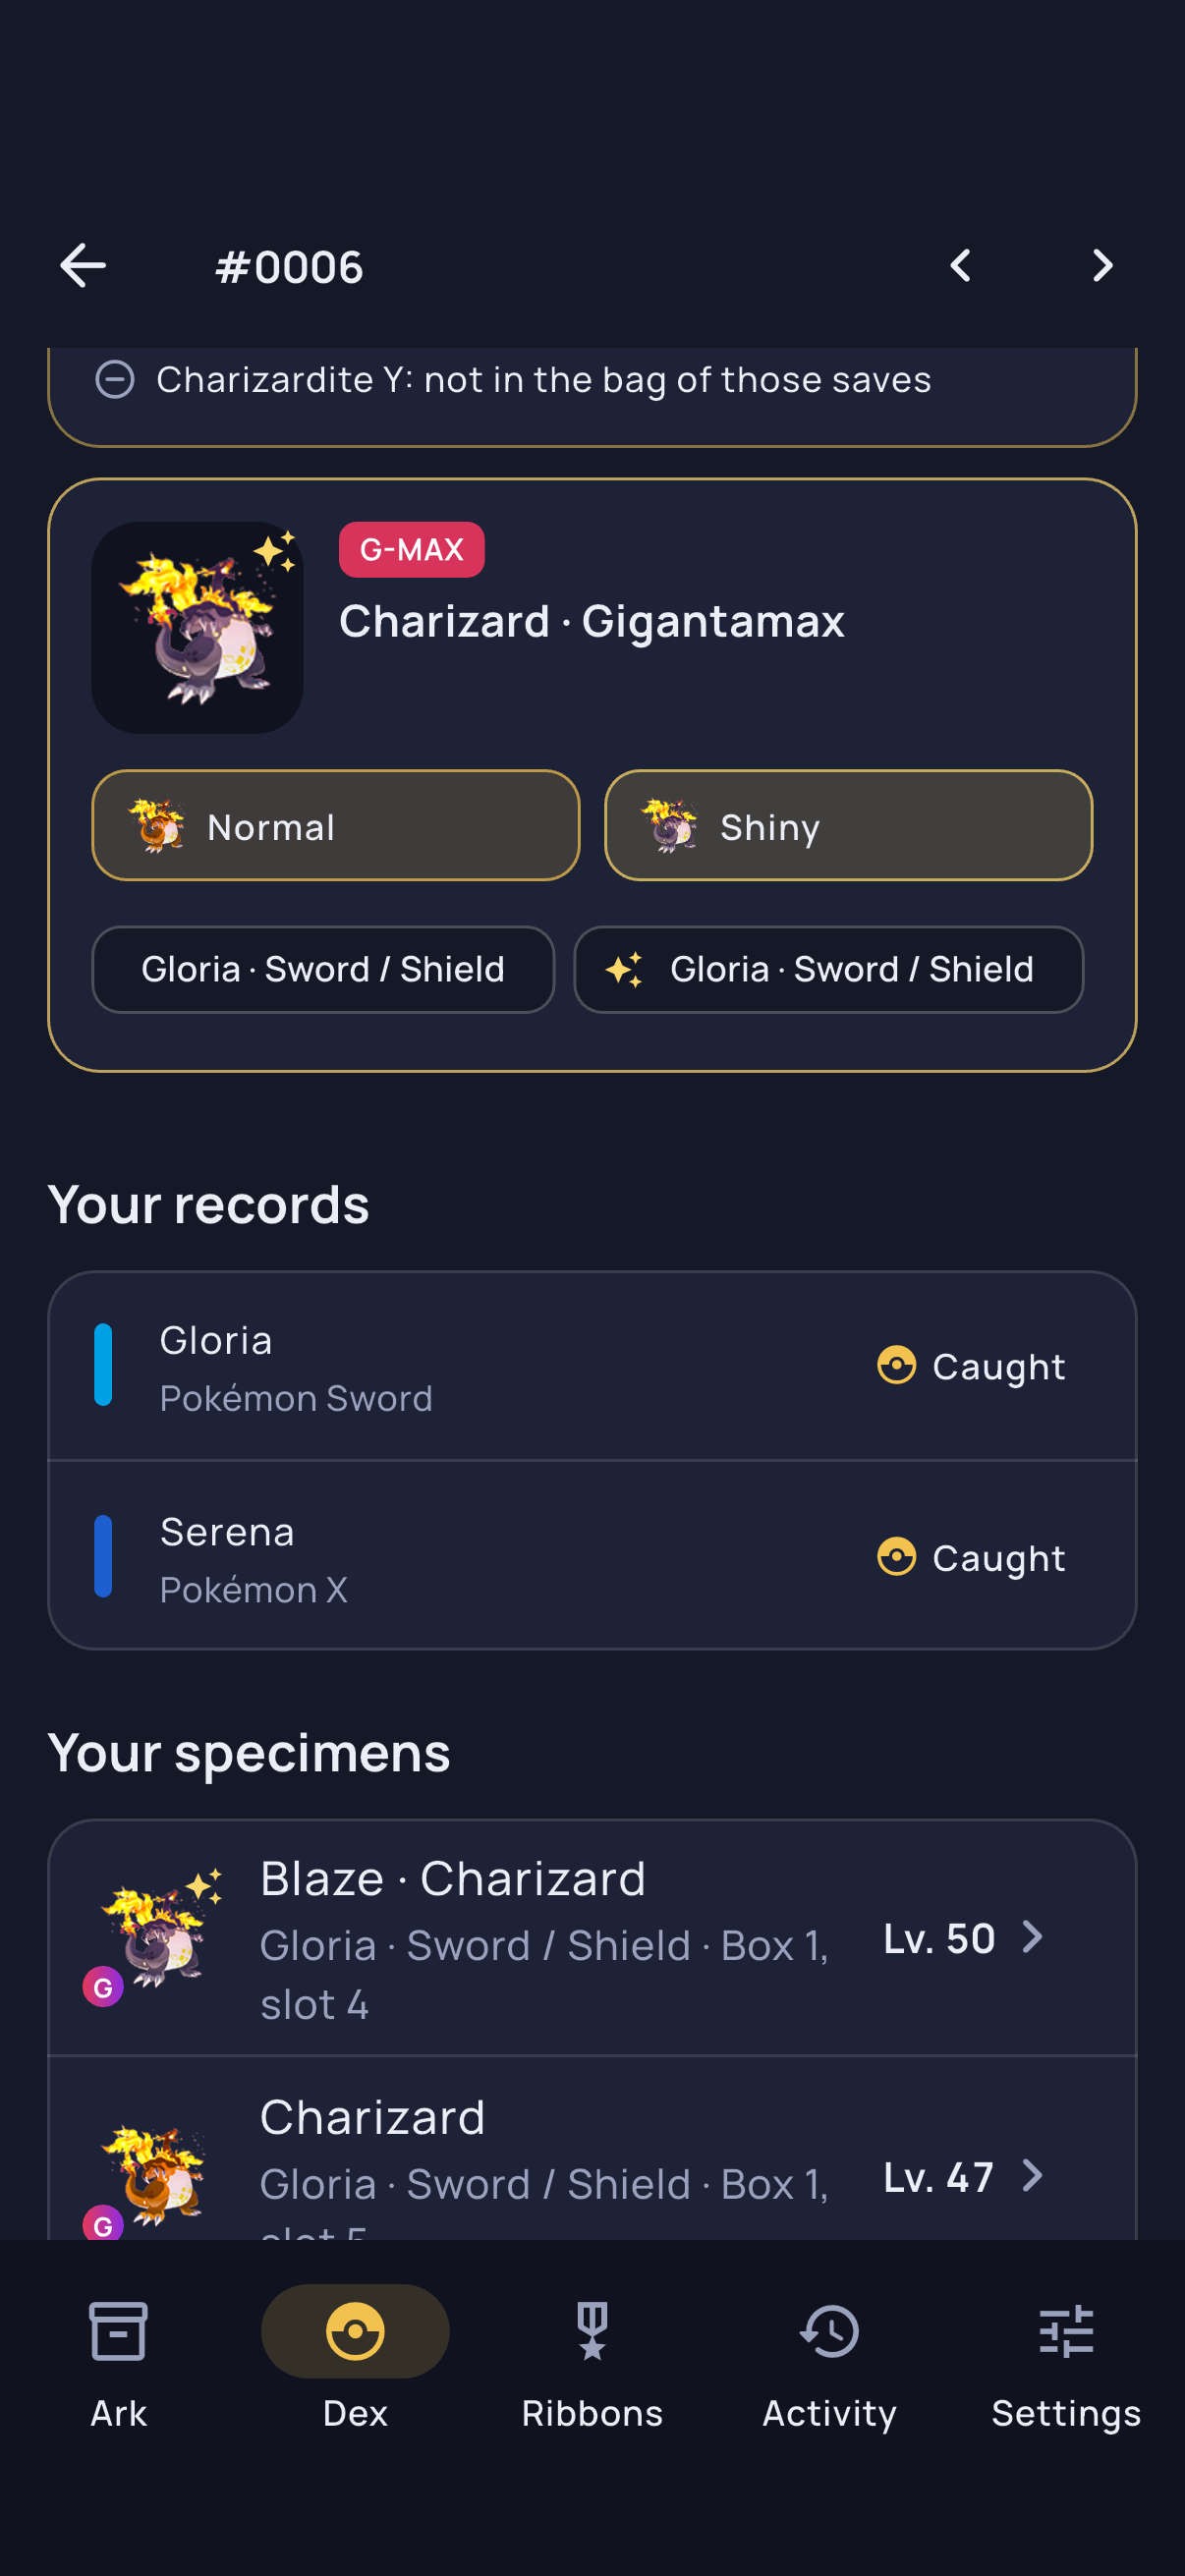 #0006
Charizardite Y: not in the bag of those saves
G-MAX
Charizard · Gigantamax
Normal
Shiny
Gloria · Sword / Shield
Gloria · Sword / Shield
Your records
Gloria
Pokémon Sword
Caught
Serena
Pokémon X
Caught
Your specimens
Blaze · Charizard
Gloria · Sword / Shield · Box 1,
slot 4
Lv. 50
G
Charizard
Gloria · Sword / Shield · Box 1,
slot 5
Lv. 47
G
Ark
Dex
Ribbons
Activity
Settings